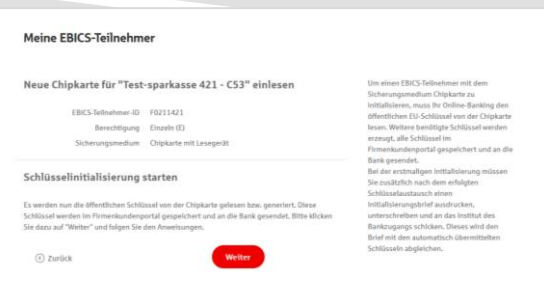 Meine EBICS-Teilnehmer
Neue Chipkarte für "Test-sparkasse 421 - C53" einlesen
EBICS-Teilnehmer-ID F0211421
Berechtigung Einzeln (E)
Sicherungsmedium Chipkarte mit Lesegerät
Schlüsselinitialisierung starten
Es werden nun die öffentlichen Schlüssel von der Chipkarte gelesen bzw. generiert. Diese
Schlüssel werden im Firmenkundenportal gespeichert und an die Bank gesendet. Bitte klicken
Sie dazu auf "Weiter" und folgen Sie den Anweisungen.
Zurück
Weiter
Um einen EBICS-Teilnehmer mit dem
Sicherungsmedium Chipkarte zu
initialisieren, muss Ihr Online-Banking den
öffentlichen EU-Schlüssel von der Chipkarte
lesen. Weitere benötigte Schlüssel werden
erzeugt, alle Schlüssel im
Firmenkundenportal gespeichert und an die
Bank gesendet.
Bei der erstmaligen Initialisierung müssen
Sie zusätzlich nach dem erfolgten
Schlüsselaustausch einen
Initialisierungsbrief ausdrucken,
unterschreiben und an das Institut des
Bankzugangs schicken. Dieses wird den
Brief mit den automatisch übermittelten
Schlüsseln abgleichen.